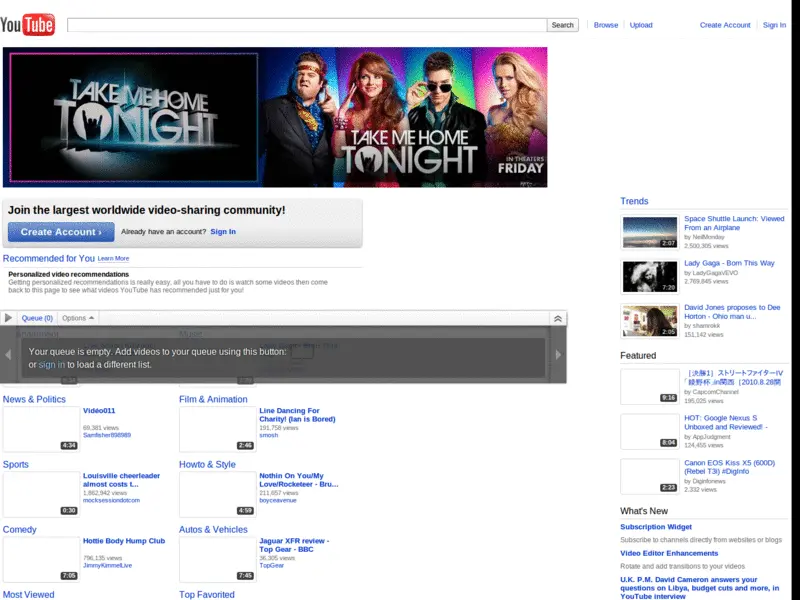 YouTube
Search
Browse
Upload
Create Account
Sign In
TAKE ME HOME
TONIGHT
TAKE ME HOME
TONIGHT
IN THEATERS
FRIDAY
Join the largest worldwide video-sharing community!
Create Account ›
Already have an account? Sign In
Recommended for You Learn More
Personalized video recommendations
Getting personalized recommendations is really easy, all you have to do is watch some videos then come
back to this page to see what videos YouTube has recommended just for you!
Queue (0)
Options
Your queue is empty. Add videos to your queue using this button:
or sign in to load a different list.
News & Politics
4:34
Video011
69,381 views
Samfisher898989
Film & Animation
2:46
Line Dancing For
Charity! (Ian is Bored)
191,758 views
smosh
Sports
0:30
Louisville cheerleader
almost costs t...
1,862,942 views
mocksessiondotcom
Howto & Style
4:59
Nothin On You/My
Love/Rocketeer - Bru...
211,657 views
boyceavenue
Comedy
7:05
Hottie Body Hump Club
796,135 views
JimmyKimmelLive
Autos & Vehicles
7:45
Jaguar XFR review -
Top Gear - BBC
36,305 views
TopGear
Most Viewed
Top Favorited
Trends
2:07
Space Shuttle Launch: Viewed
From an Airplane
by NeilMonday
2,500,305 views
7:20
Lady Gaga - Born This Way
by LadyGagaVEVO
2,769,845 views
2:05
David Jones proposes to Dee
Horton - Ohio man u...
by shamrokk
151,142 views
Featured
9:16
［決勝1］ストリートファイターIV
「綾野杯」in関西［2010.8.28開
by CapcomChannel
195,025 views
8:04
HOT: Google Nexus S
Unboxed and Reviewed! -
by AppJudgment
124,455 views
2:23
Canon EOS Kiss X5 (600D)
(Rebel T3i) #DigInfo
by Diginfonews
2,332 views
What's New
Subscription Widget
Subscribe to channels directly from websites or blogs
Video Editor Enhancements
Rotate and add transitions to your videos
U.K. P.M. David Cameron answers your
questions on Libya, budget cuts and more, in
YouTube interview